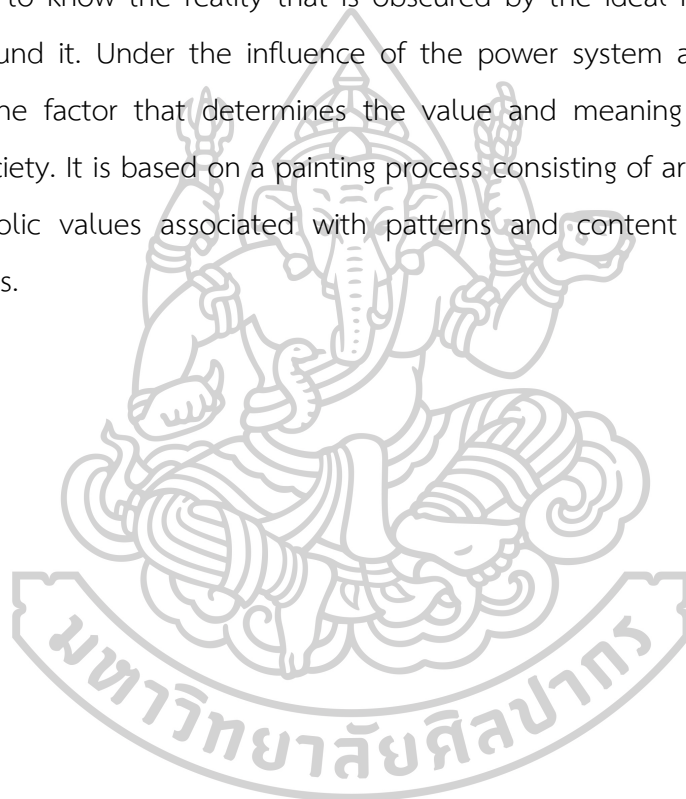 to know the reality that is obscured by the ideal
und it. Under the influence of the power system a
he factor that determines the value and meaning
ciety. It is based on a painting process consisting of ar
olic values associated with patterns and content
s.
มหาวิทยาลัยศิลปากร